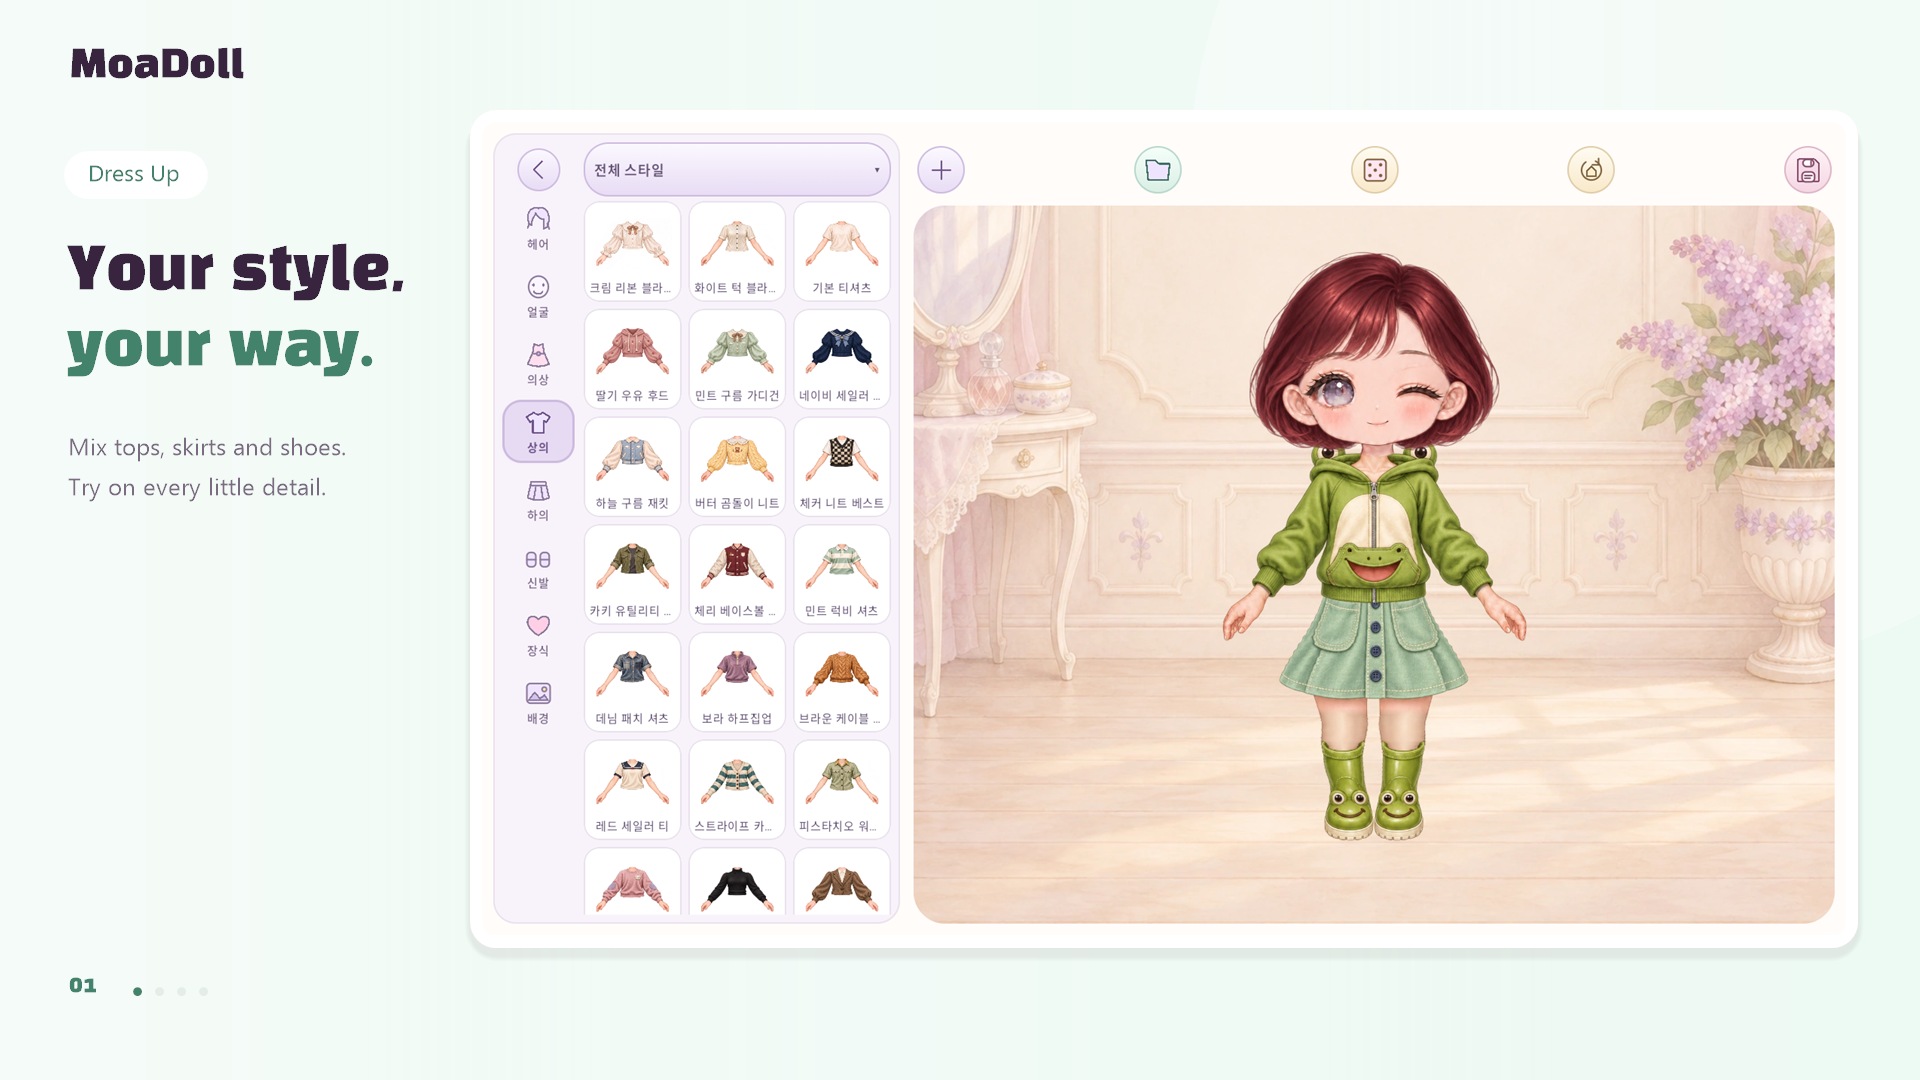 MoaDoll
Dress Up
Your style,
your way.
Mix tops, skirts and shoes.
Try on every little detail.
01
전체 스타일
헤어
얼굴
의상
상의
하의
신발
장식
배경
크림 리본 블라...
화이트 턱 블라...
기본 티셔츠
딸기 우유 후드
민트 구름 가디건
네이비 세일러 ...
하늘 구름 재킷
버터 곰돌이 니트
체커 니트 베스트
카키 유틸리티 ...
체리 베이스볼 ...
민트 럭비 셔츠
데님 패치 셔츠
보라 하프집업
브라운 케이블 ...
레드 세일러 티
스트라이프 카...
피스타치오 워...